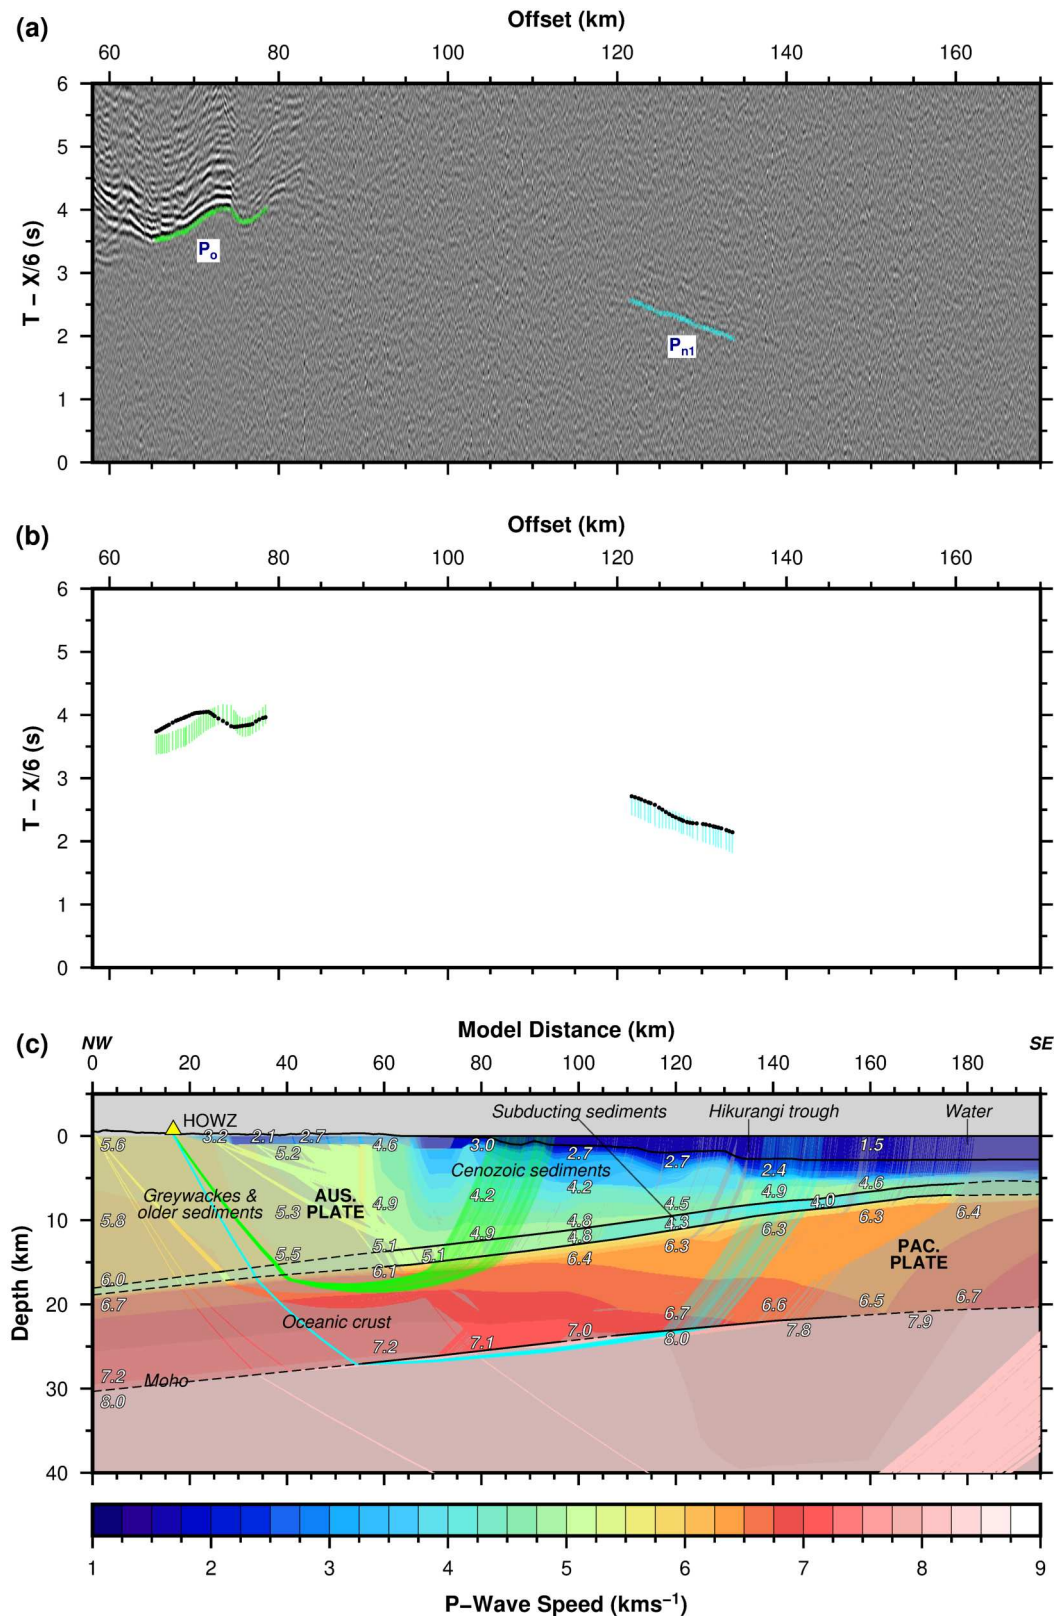 (a)
Offset (km)
60 80 100 120 140 160
T − X/6 (s)
6
5
4
3
2
1
0
Po
Pn1
(b)
Offset (km)
60 80 100 120 140 160
T − X/6 (s)
6
5
4
3
2
1
0
(c)
Model Distance (km)
NW SE
0 20 40 60 80 100 120 140 160 180
HOWZ Subducting sediments Hikurangi trough Water
Depth (km)
0
10
20
30
40
5.6 3.2 2.1 2.7 4.6 3.0 1.5
5.2 2.7 2.7 2.4
Cenozoic sediments
Greywackes &
older sediments
AUS.
PLATE
4.2 4.2 4.9 4.6
5.8 5.3 4.9 4.5 4.0
4.9 4.8 4.3 6.3 6.3 6.4
5.5 5.1 5.1 4.8 6.3
6.0 6.1 6.4
PAC.
PLATE
6.7 6.7 6.6 6.5 6.7
Oceanic crust
7.2 7.1 7.0 8.0 7.8 7.9
7.2 Moho
8.0
1 2 3 4 5 6 7 8 9
P−Wave Speed (kms⁻¹)